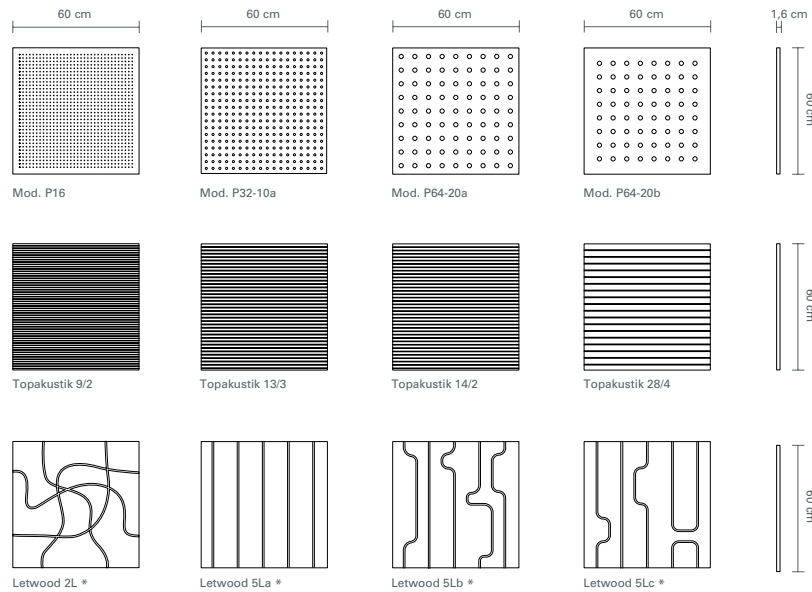 60 cm 60 cm 60 cm 60 cm 1,6 cm
60 cm
Mod. P16 Mod. P32-10a Mod. P64-20a Mod. P64-20b
60 cm
Topakustik 9/2 Topakustik 13/3 Topakustik 14/2 Topakustik 28/4
60 cm
Letwood 2L * Letwood 5La * Letwood 5Lb * Letwood 5Lc *